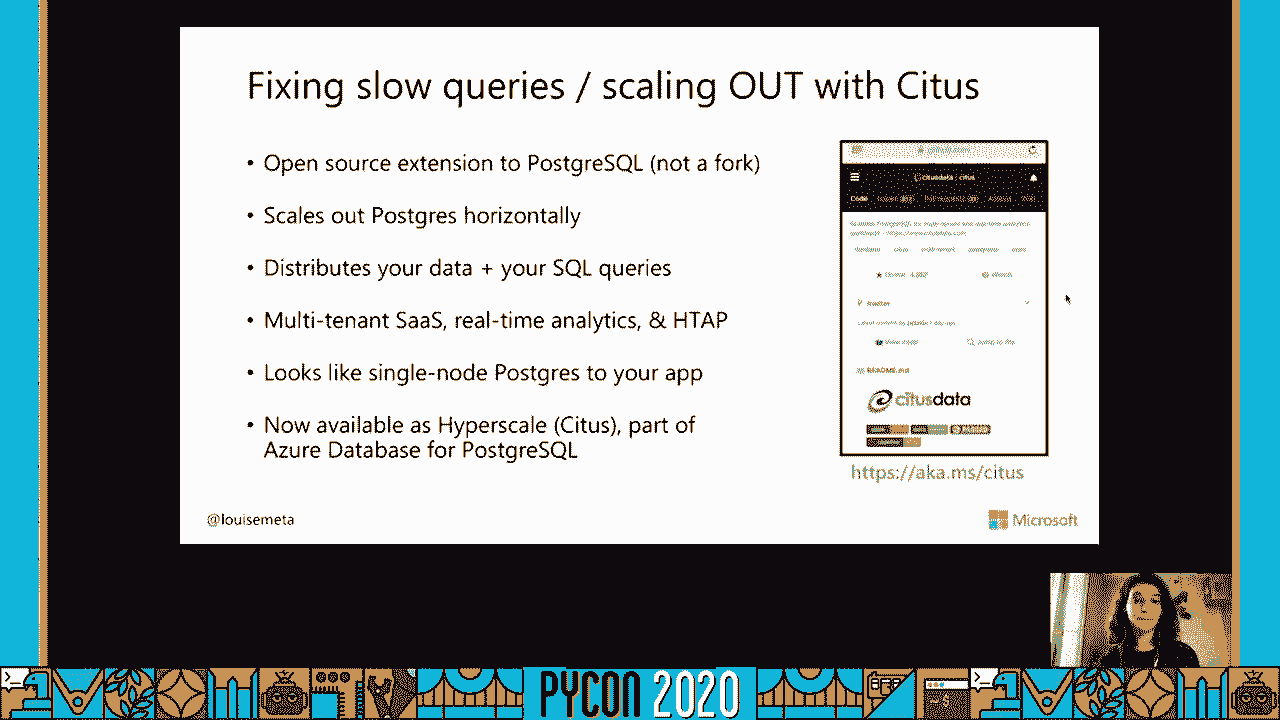 Fixing slow queries / scaling OUT with Citus
• Open source extension to PostgreSQL (not a fork)
• Scales out Postgres horizontally
• Distributes your data + your SQL queries
• Multi-tenant SaaS, real-time analytics, & HTAP
• Looks like single-node Postgres to your app
• Now available as Hyperscale (Citus), part of
Azure Database for PostgreSQL
Code
README.md
citusdata
https://aka.ms/citus
@louisemeta
Microsoft
PYCON 2020